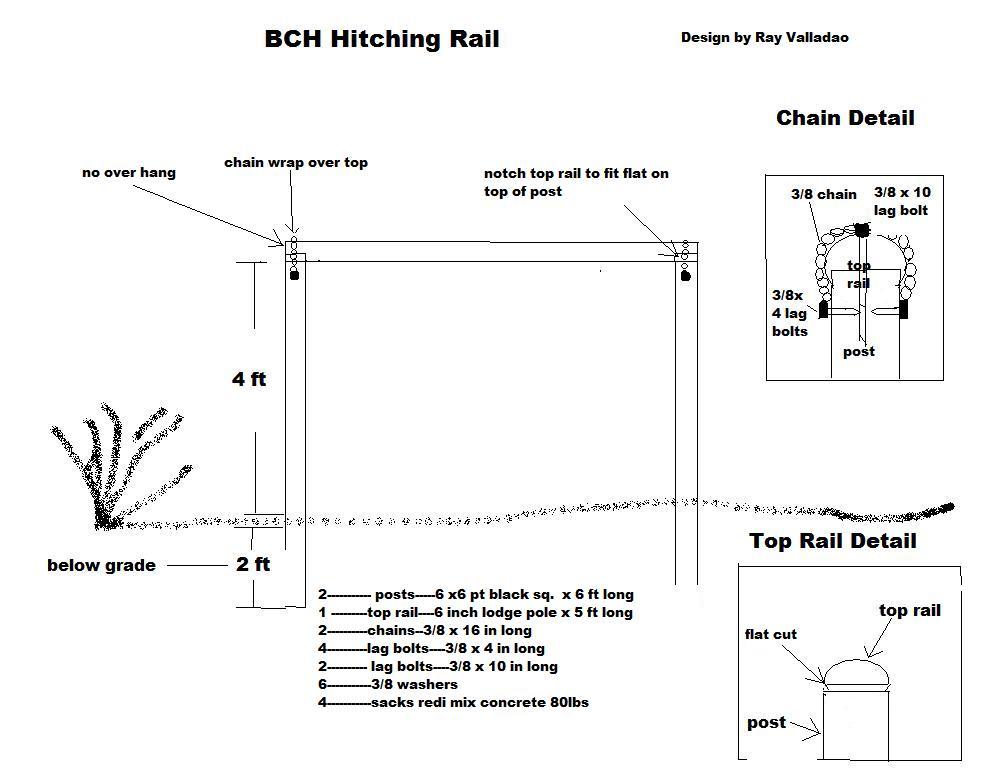 BCH Hitching Rail
Design by Ray Valladao
Chain Detail
no over hang
chain wrap over top
notch top rail to fit flat on
top of post
3/8 chain
3/8 x 10
lag bolt
top
rail
3/8x
4 lag
bolts
post
4 ft
below grade
2 ft
2---------- posts-----6 x6 pt black sq. x 6 ft long
1 ---------top rail---6 inch lodge pole x 5 ft long
2----------chains--3/8 x 16 in long
4----------lag bolts----3/8 x 4 in long
2---------- lag bolts----3/8 x 10 in long
6-----------3/8 washers
4-----------sacks redi mix concrete 80lbs
Top Rail Detail
top rail
flat cut
post